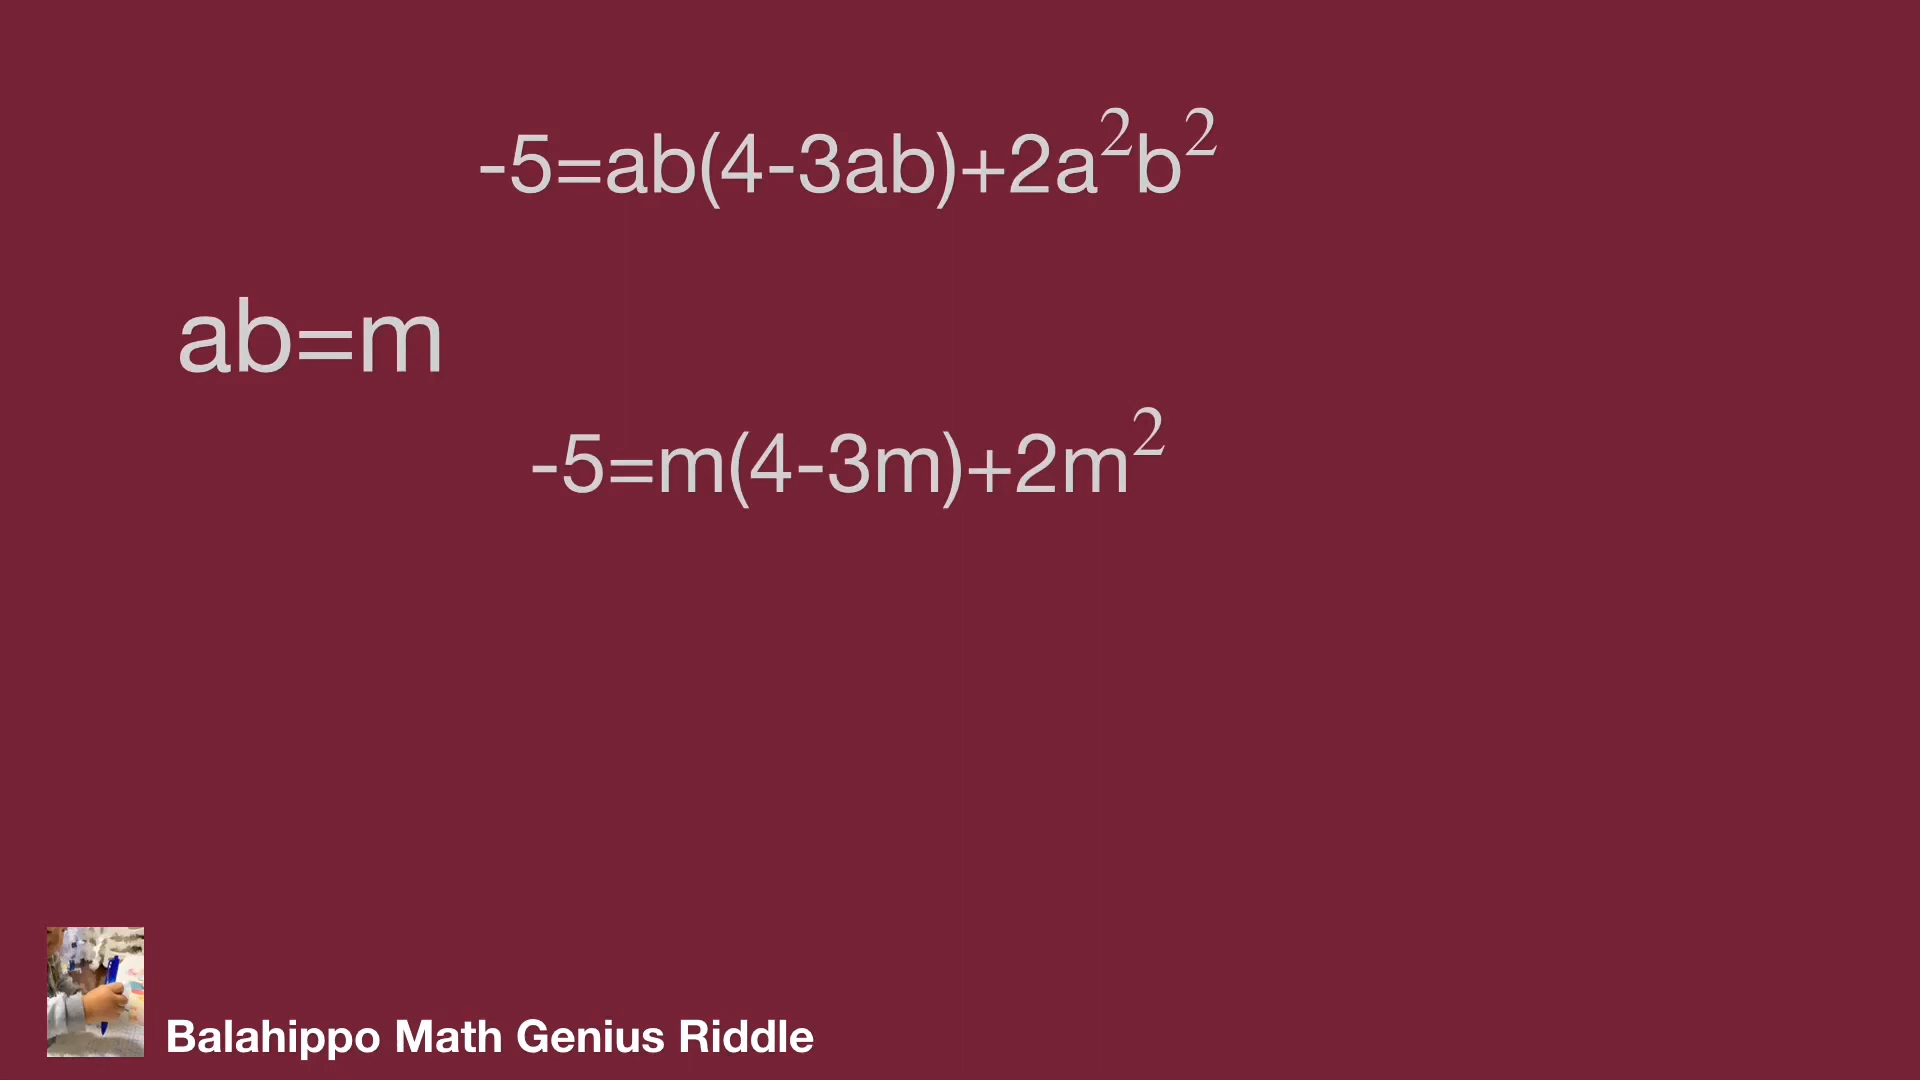 -5=ab(4-3ab)+2a²b²
ab=m
-5=m(4-3m)+2m²
Balahippo Math Genius Riddle